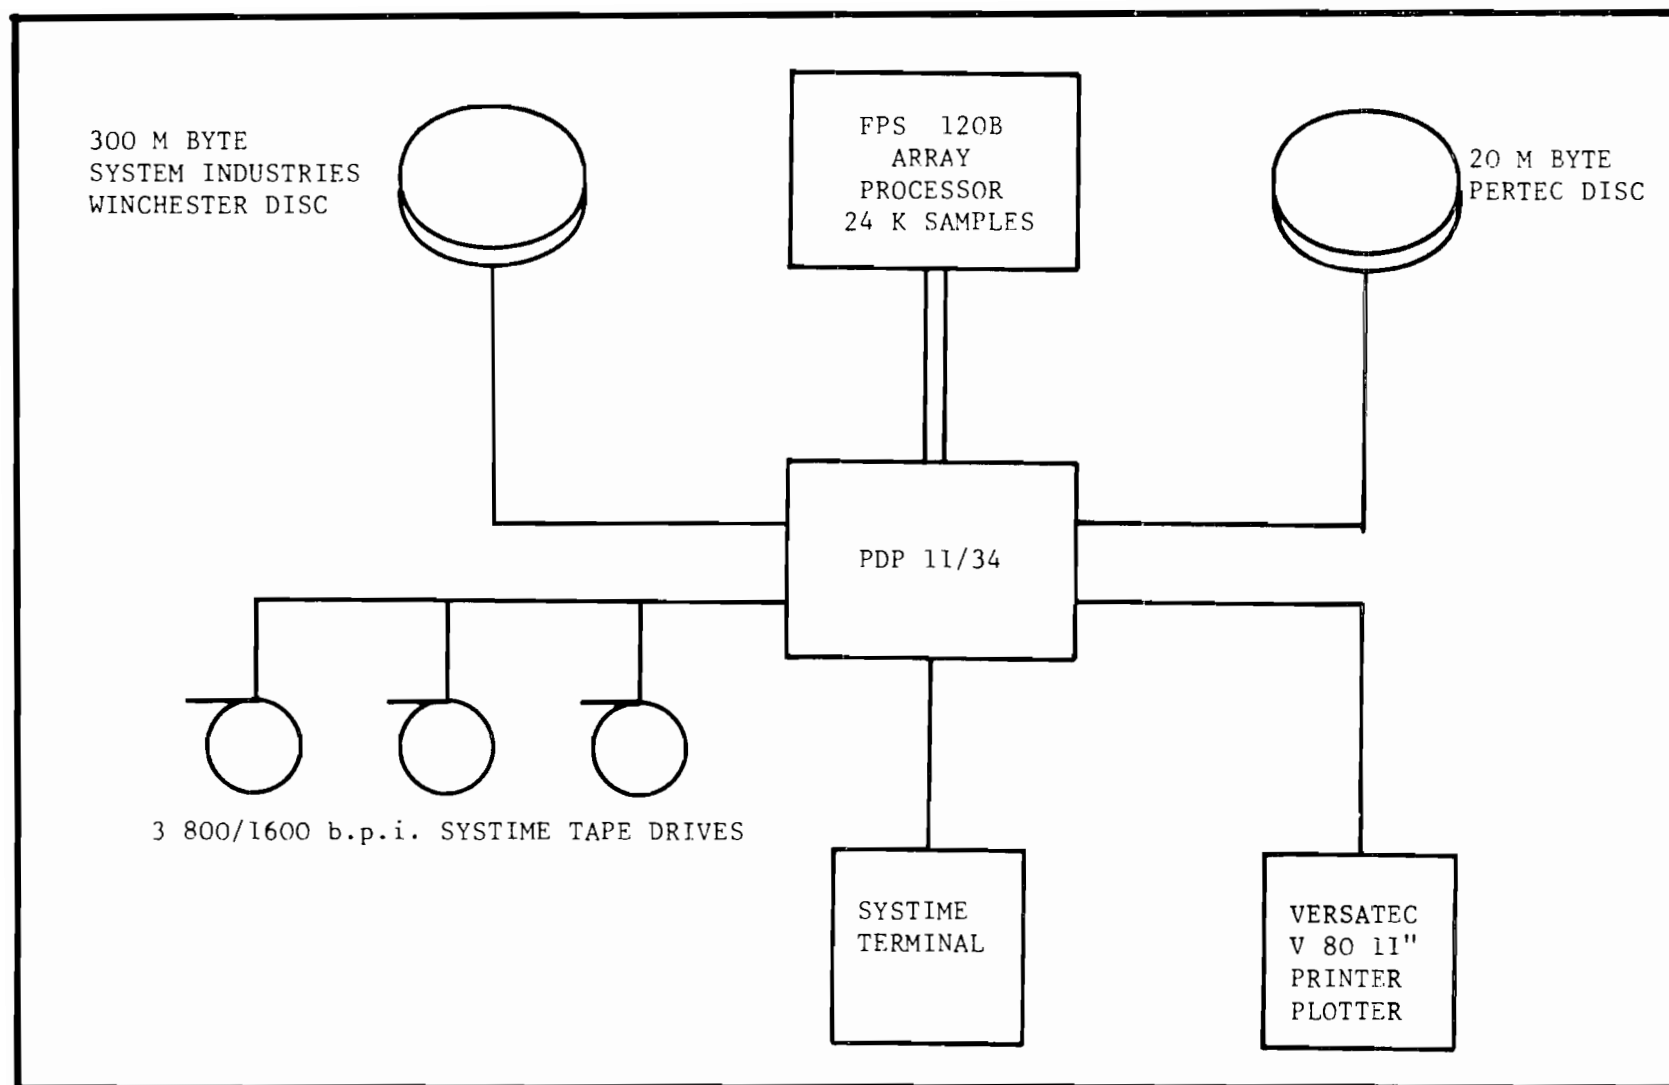 300 M BYTE
SYSTEM INDUSTRIES
WINCHESTER DISC
FPS 120B
ARRAY
PROCESSOR
24 K SAMPLES
20 M BYTE
PERTEC DISC
PDP 11/34
3 800/1600 b.p.i. SYSTIME TAPE DRIVES
SYSTIME
TERMINAL
VERSATEC
V 80 11"
PRINTER
PLOTTER